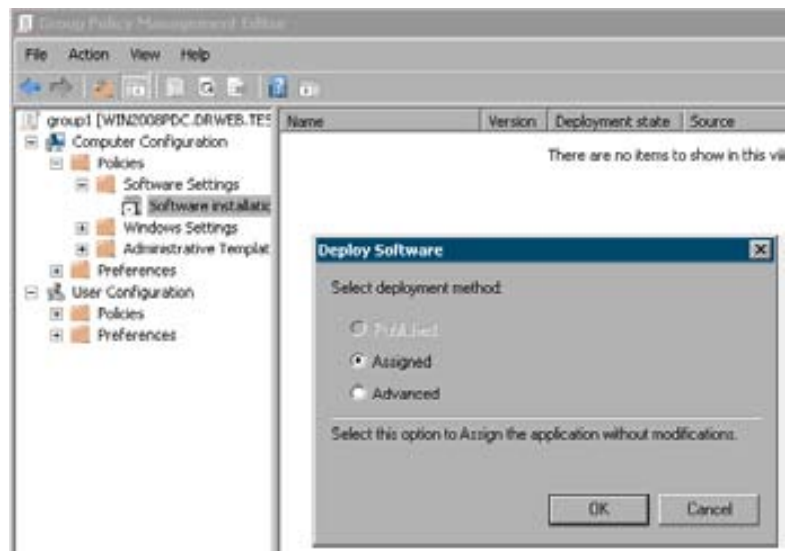 Group Policy Management Editor
File Action View Help
group1 [WIN2008PDC.DRWEB.TES
Computer Configuration
Policies
Software Settings
Software installatic
Windows Settings
Administrative Templat
Preferences
User Configuration
Policies
Preferences
Name Version Deployment state Source
There are no items to show in this vi
Deploy Software
Select deployment method:
Published
Assigned
Advanced
Select this option to Assign the application without modifications.
OK Cancel